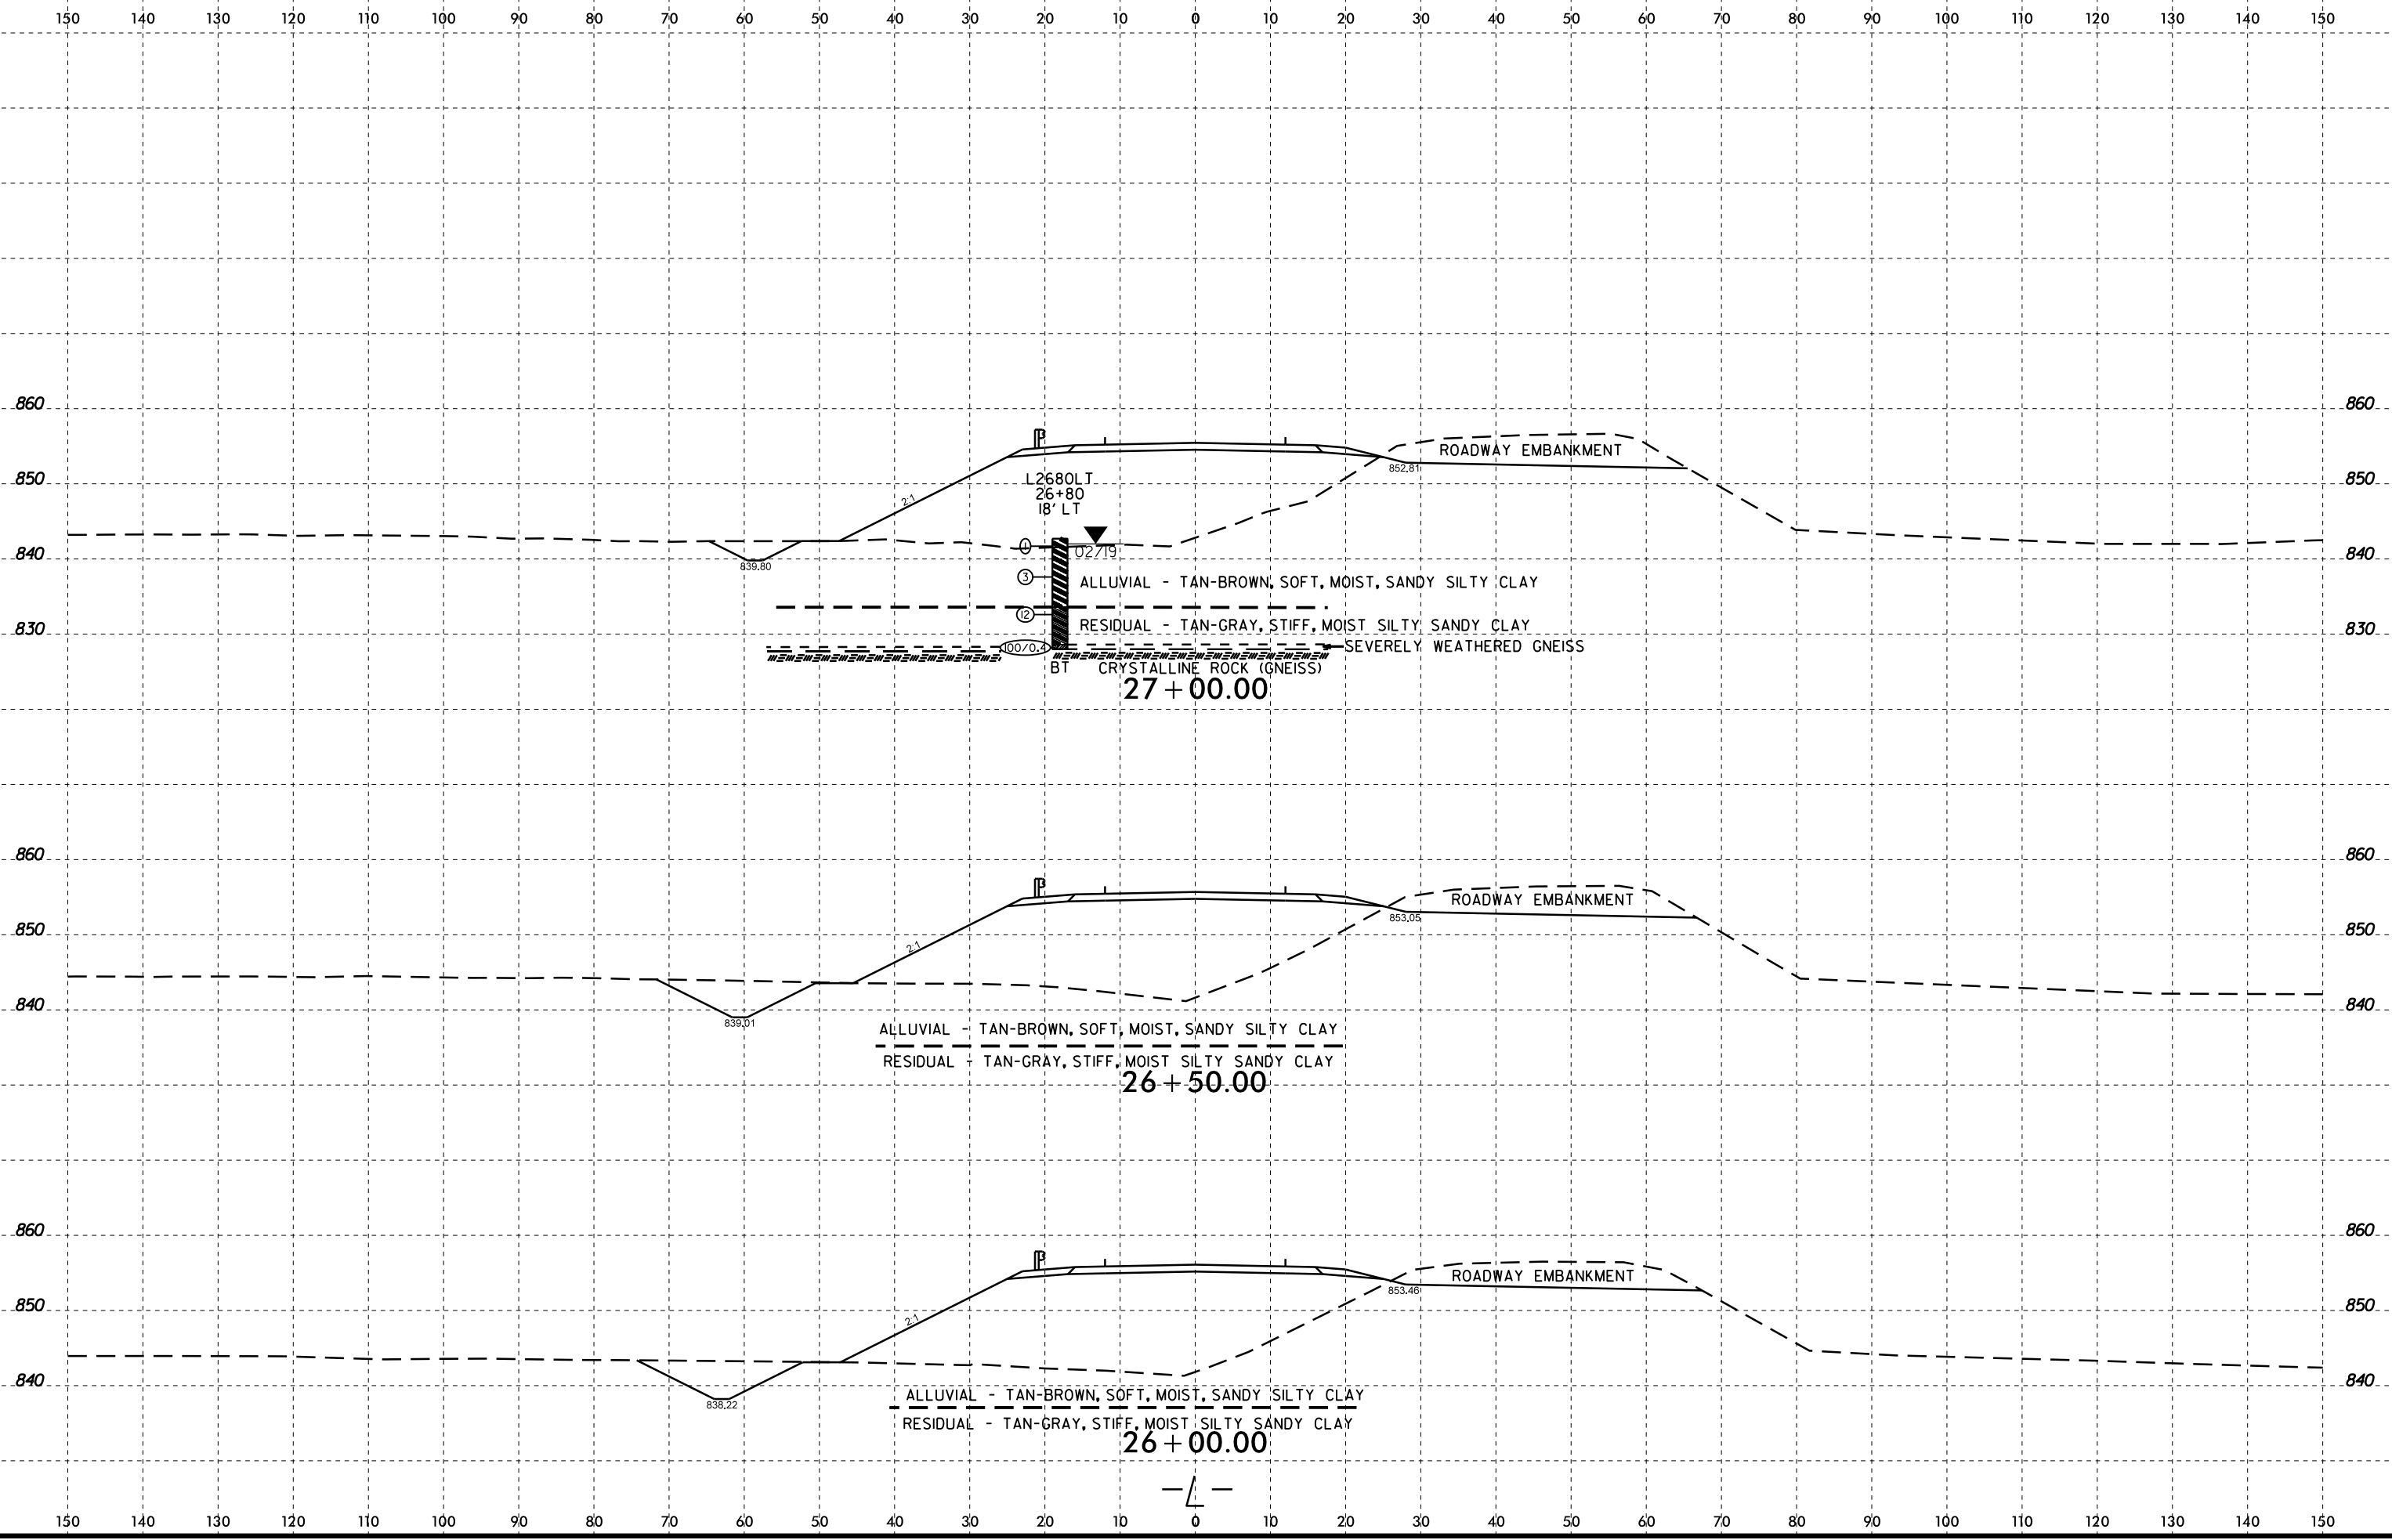 150 140 130 120 110 100 90 80 70 60 50 40 30 20 10 0 10 20 30 40 50 60 70 80 90 100 110 120 130 140 150
860 860
ROADWAY EMBANKMENT
852.81
850 L2680LT 850
2:1
26+80
18' LT
1
840 02/19 840
839.80
3 ALLUVIAL - TAN-BROWN, SOFT, MOIST, SANDY SILTY CLAY
12
RESIDUAL - TAN-GRAY, STIFF, MOIST SILTY SANDY CLAY
830 830
100/0.4 SEVERELY WEATHERED GNEISS
BT CRYSTALLINE ROCK (GNEISS)
27+00.00
860 860
ROADWAY EMBANKMENT
853.05
850 850
2:1
840 840
839.01
ALLUVIAL - TAN-BROWN, SOFT, MOIST, SANDY SILTY CLAY
RESIDUAL - TAN-GRAY, STIFF, MOIST SILTY SANDY CLAY
26+50.00
860 860
ROADWAY EMBANKMENT
853.46
850 850
2:1
840 840
ALLUVIAL - TAN-BROWN, SOFT, MOIST, SANDY SILTY CLAY
838.22
RESIDUAL - TAN-GRAY, STIFF, MOIST SILTY SANDY CLAY
26+00.00
-L-
150 140 130 120 110 100 90 80 70 60 50 40 30 20 10 0 10 20 30 40 50 60 70 80 90 100 110 120 130 140 150